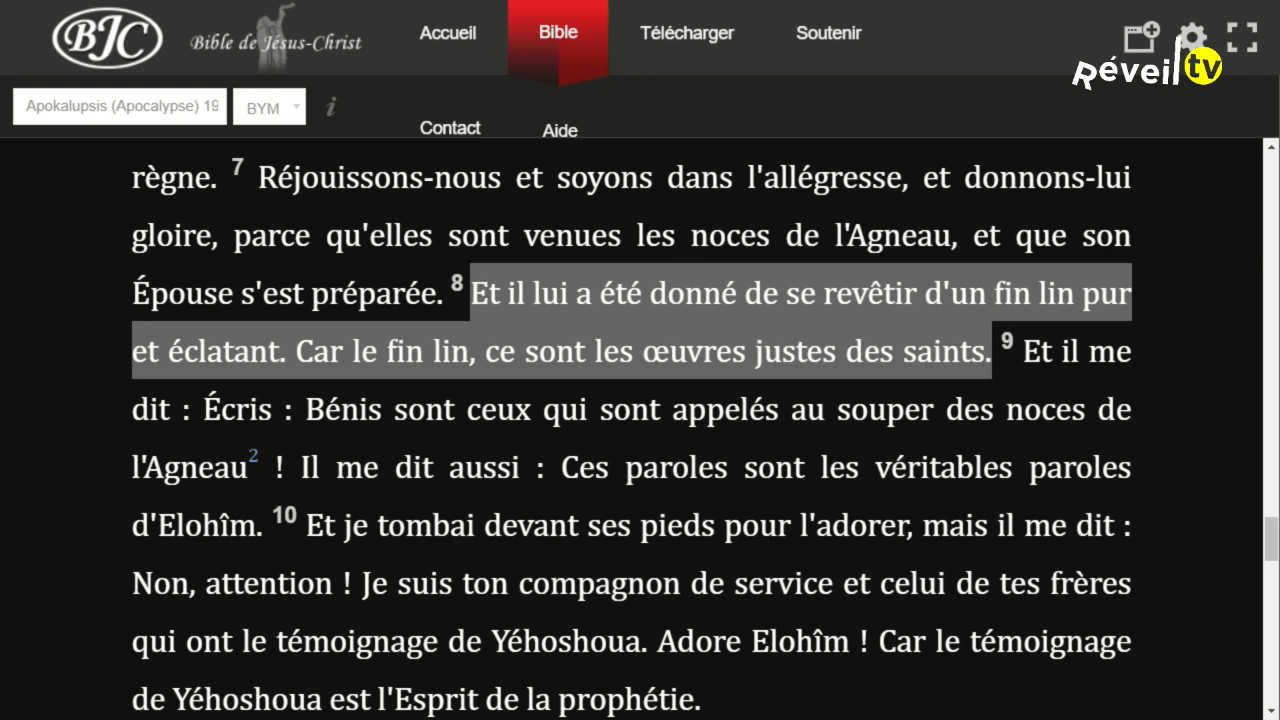 BJC Bible de Jésus-Christ Accueil Bible Télécharger Soutenir
Réveil tv
Apokalupsis (Apocalypse) 19 BYM i
Contact Aide
règne. 7 Réjouissons-nous et soyons dans l'allégresse, et donnons-lui
gloire, parce qu'elles sont venues les noces de l'Agneau, et que son
Épouse s'est préparée. 8 Et il lui a été donné de se revêtir d'un fin lin pur
et éclatant. Car le fin lin, ce sont les œuvres justes des saints. 9 Et il me
dit : Écris : Bénis sont ceux qui sont appelés au souper des noces de
l'Agneau2 ! Il me dit aussi : Ces paroles sont les véritables paroles
d'Elohîm. 10 Et je tombai devant ses pieds pour l'adorer, mais il me dit :
Non, attention ! Je suis ton compagnon de service et celui de tes frères
qui ont le témoignage de Yéhoshoua. Adore Elohîm ! Car le témoignage
de Yéhoshoua est l'Esprit de la prophétie.